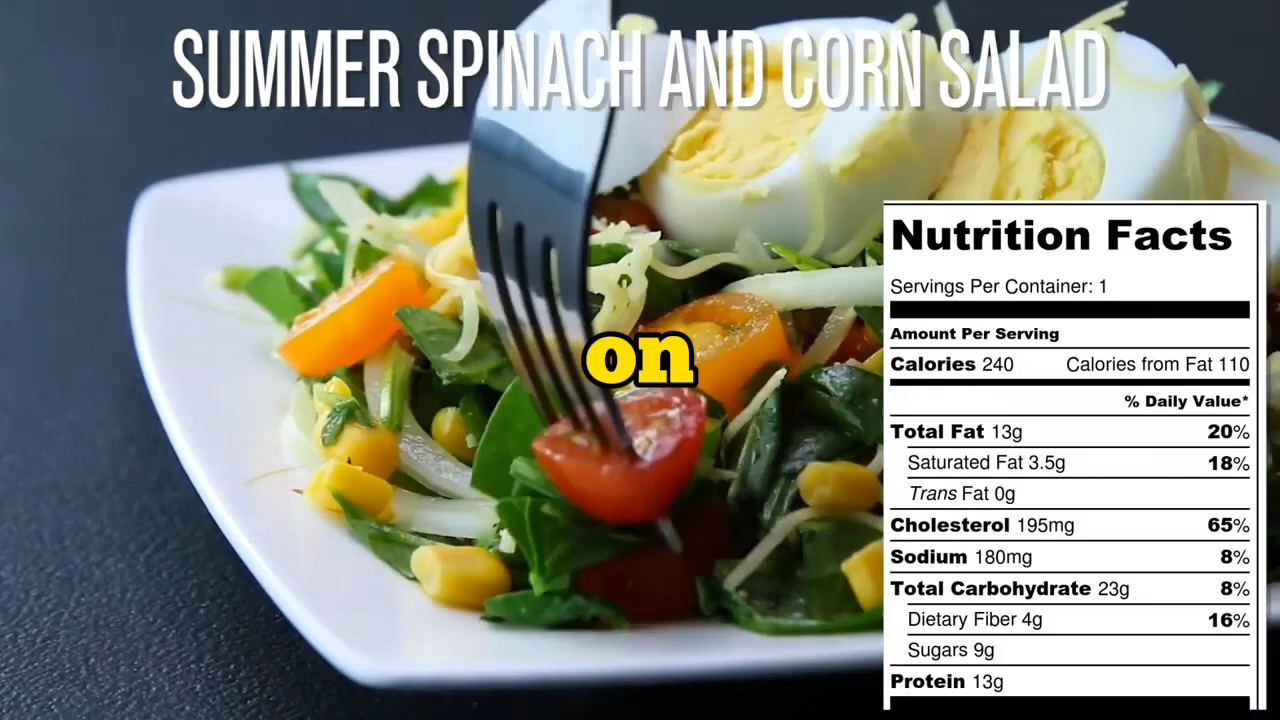 SUMMER SPINACH AND CORN SALAD
on
Nutrition Facts
Servings Per Container: 1
Amount Per Serving
Calories 240 Calories from Fat 110
% Daily Value*
Total Fat 13g 20%
Saturated Fat 3.5g 18%
Trans Fat 0g
Cholesterol 195mg 65%
Sodium 180mg 8%
Total Carbohydrate 23g 8%
Dietary Fiber 4g 16%
Sugars 9g
Protein 13g